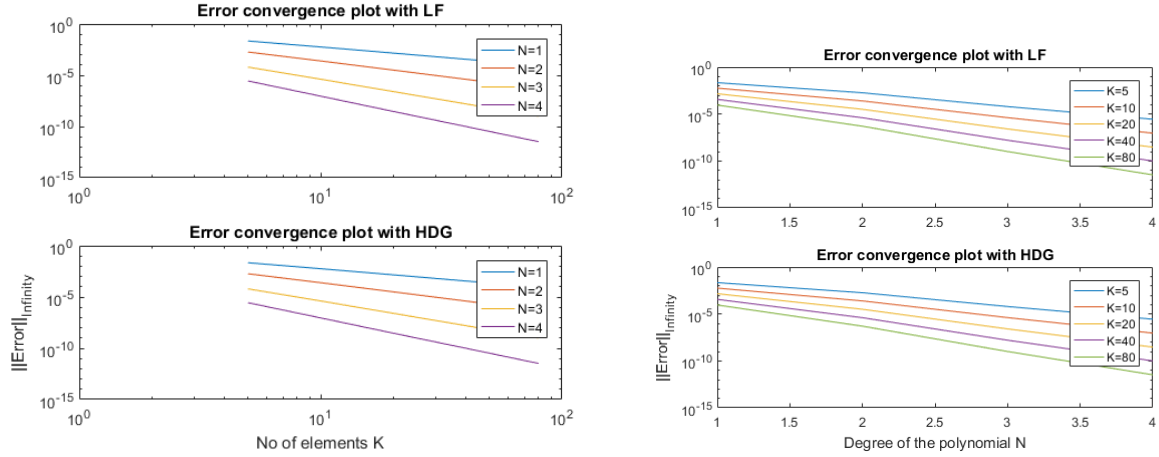 Error convergence plot with LF
10^0
10^-5
10^-10
10^-15
10^0
10^1
10^2
N=1
N=2
N=3
N=4
Error convergence plot with HDG
||Error||_Infinity
10^0
10^-5
10^-10
10^-15
10^0
10^1
10^2
N=1
N=2
N=3
N=4
No of elements K
Error convergence plot with LF
10^0
10^-5
10^-10
10^-15
1
1.5
2
2.5
3
3.5
4
K=5
K=10
K=20
K=40
K=80
Error convergence plot with HDG
||Error||_Infinity
10^0
10^-5
10^-10
10^-15
1
1.5
2
2.5
3
3.5
4
K=5
K=10
K=20
K=40
K=80
Degree of the polynomial N